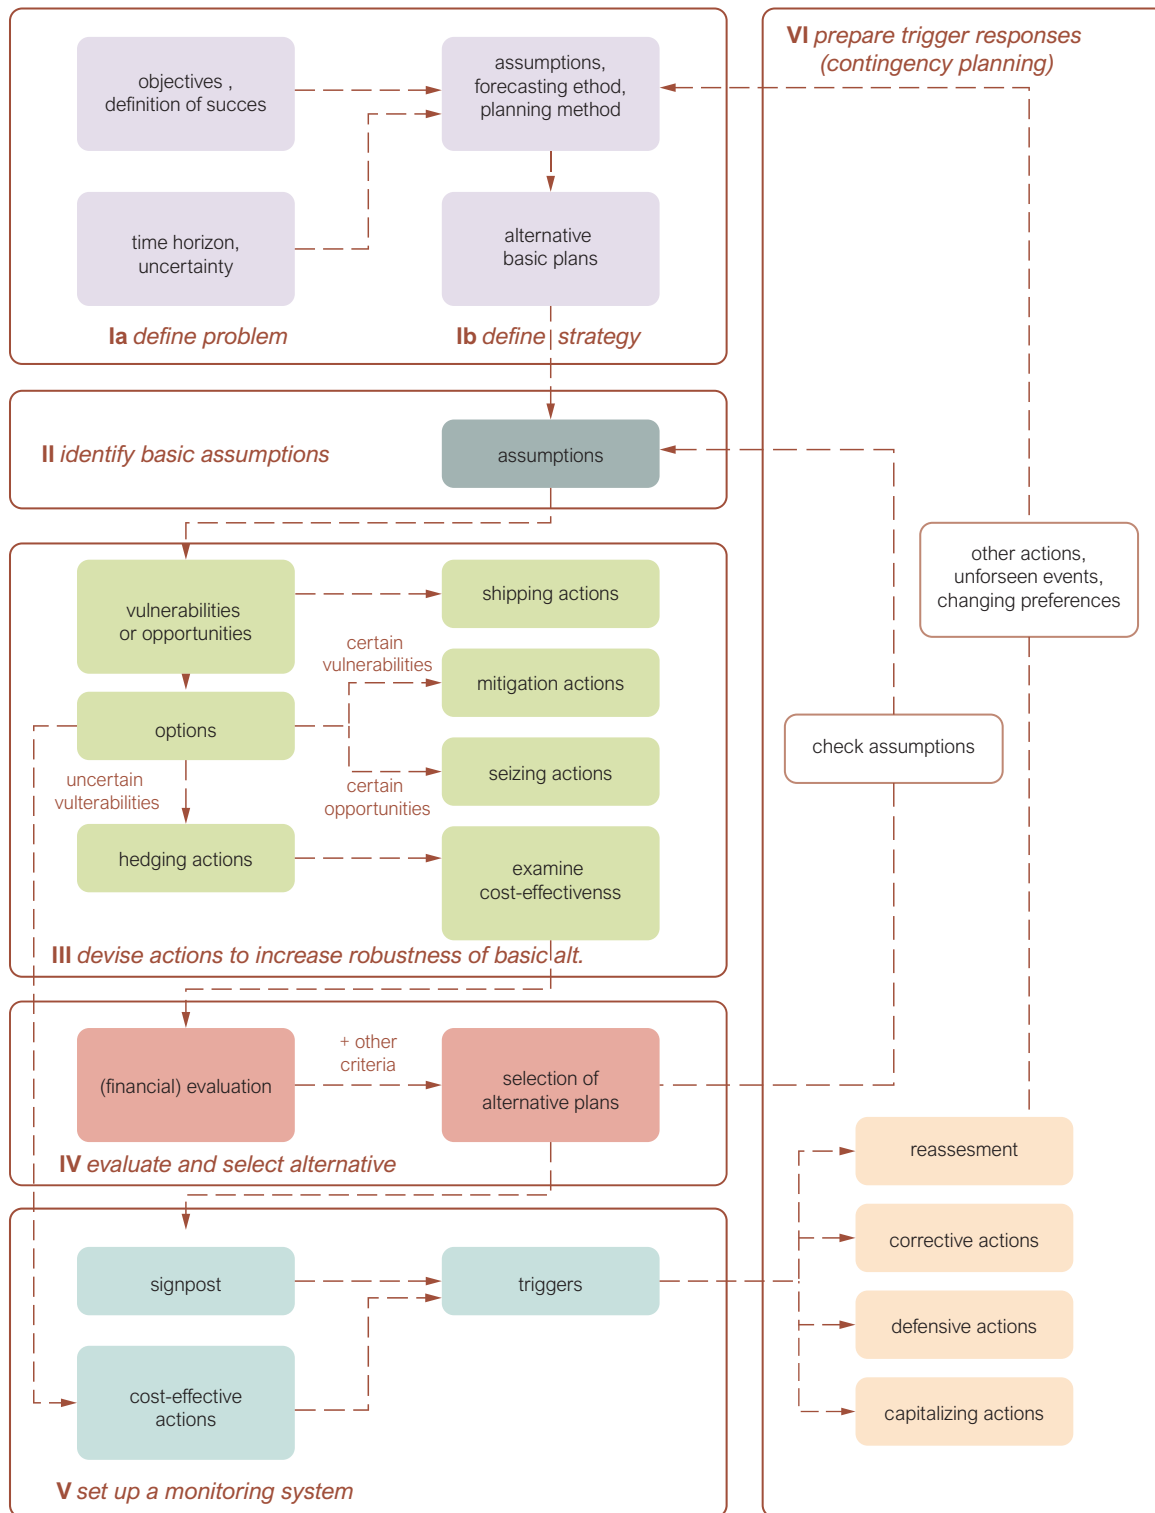 objectives ,
definition of succes
assumptions,
forecasting ethod,
planning method
time horizon,
uncertainty
alternative
basic plans
Ia define problem
Ib define strategy
II identify basic assumptions
assumptions
vulnerabilities
or opportunities
shipping actions
certain
vulnerabilities
mitigation actions
options
seizing actions
uncertain
vulterabilities
certain
opportunities
hedging actions
examine
cost-effectivenss
III devise actions to increase robustness of basic alt.
(financial) evaluation
+ other
criteria
selection of
alternative plans
IV evaluate and select alternative
signpost
triggers
cost-effective
actions
V set up a monitoring system
VI prepare trigger responses
(contingency planning)
other actions,
unforseen events,
changing preferences
check assumptions
reassesment
corrective actions
defensive actions
capitalizing actions